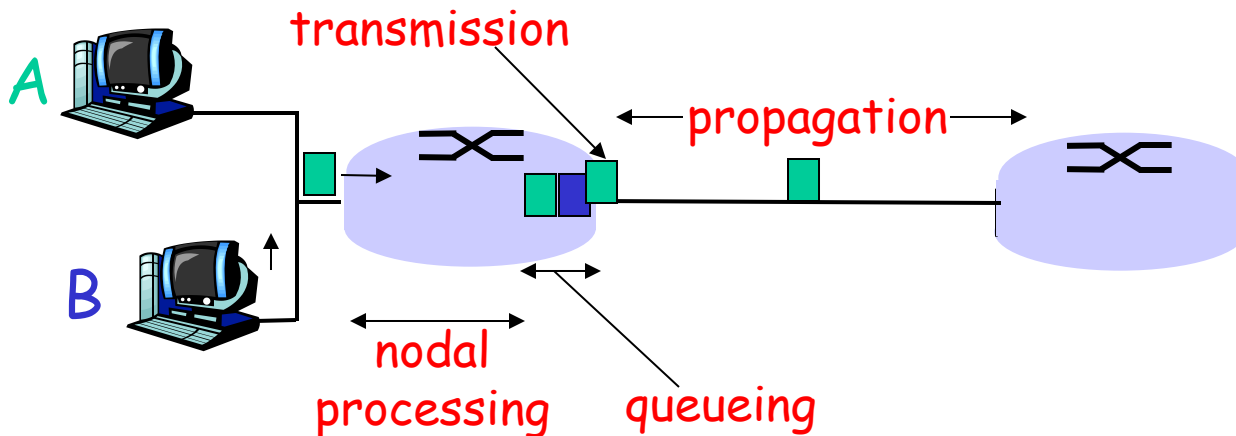 transmission
A
propagation
B
nodal
processing
queueing